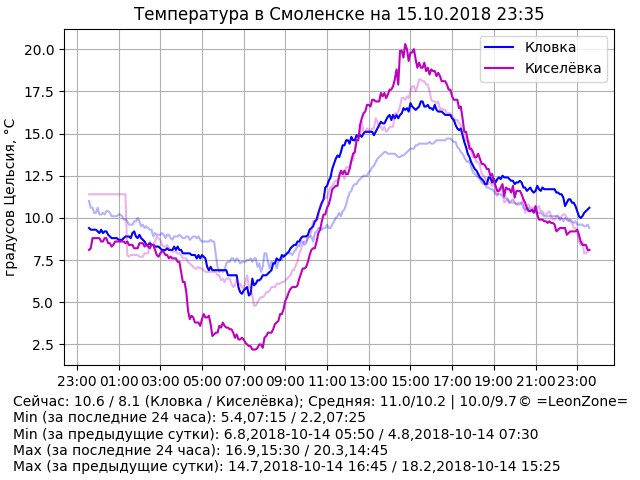 Температура в Смоленске на 15.10.2018 23:35
Кловка
Киселёвка
градусов Цельсия, °C
20.0
17.5
15.0
12.5
10.0
7.5
5.0
2.5
23:00 01:00 03:00 05:00 07:00 09:00 11:00 13:00 15:00 17:00 19:00 21:00 23:00
Сейчас: 10.6 / 8.1 (Кловка / Киселёвка); Средняя: 11.0/10.2 | 10.0/9.7© =LeonZone=
Min (за последние 24 часа): 5.4,07:15 / 2.2,07:25
Min (за предыдущие сутки): 6.8,2018-10-14 05:50 / 4.8,2018-10-14 07:30
Max (за последние 24 часа): 16.9,15:30 / 20.3,14:45
Max (за предыдущие сутки): 14.7,2018-10-14 16:45 / 18.2,2018-10-14 15:25